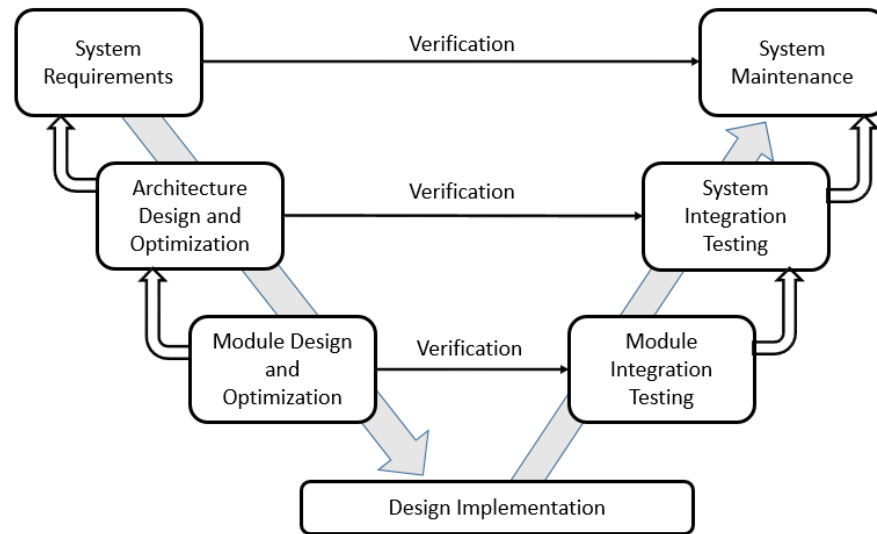 System
Requirements
Verification
System
Maintenance
Architecture
Design and
Optimization
Verification
System
Integration
Testing
Module Design
and
Optimization
Verification
Module
Integration
Testing
Design Implementation